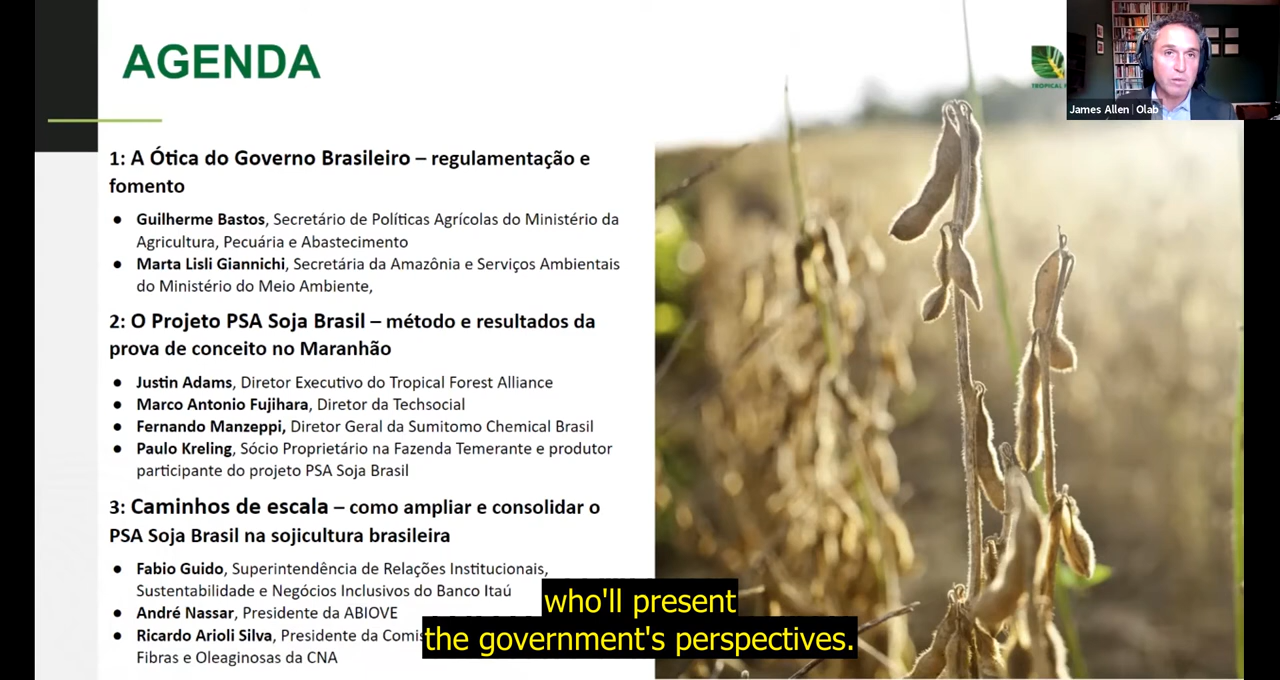 AGENDA
TROPICAL
James Allen | Olab
1: A Ótica do Governo Brasileiro – regulamentação e
fomento
● Guilherme Bastos, Secretário de Políticas Agrícolas do Ministério da
Agricultura, Pecuária e Abastecimento
● Marta Lisli Giannichi, Secretária da Amazônia e Serviços Ambientais
do Ministério do Meio Ambiente,
2: O Projeto PSA Soja Brasil – método e resultados da
prova de conceito no Maranhão
● Justin Adams, Diretor Executivo do Tropical Forest Alliance
● Marco Antonio Fujihara, Diretor da Techsocial
● Fernando Manzeppi, Diretor Geral da Sumitomo Chemical Brasil
● Paulo Kreling, Sócio Proprietário na Fazenda Temerante e produtor
participante do projeto PSA Soja Brasil
3: Caminhos de escala – como ampliar e consolidar o
PSA Soja Brasil na sojicultura brasileira
● Fabio Guido, Superintendência de Relações Institucionais,
Sustentabilidade e Negócios Inclusivos do Banco Itaú
● André Nassar, Presidente da ABIOVE
● Ricardo Arioli Silva, Presidente da
Fibras e Oleaginosas da CNA
who'll present
the government's perspectives.